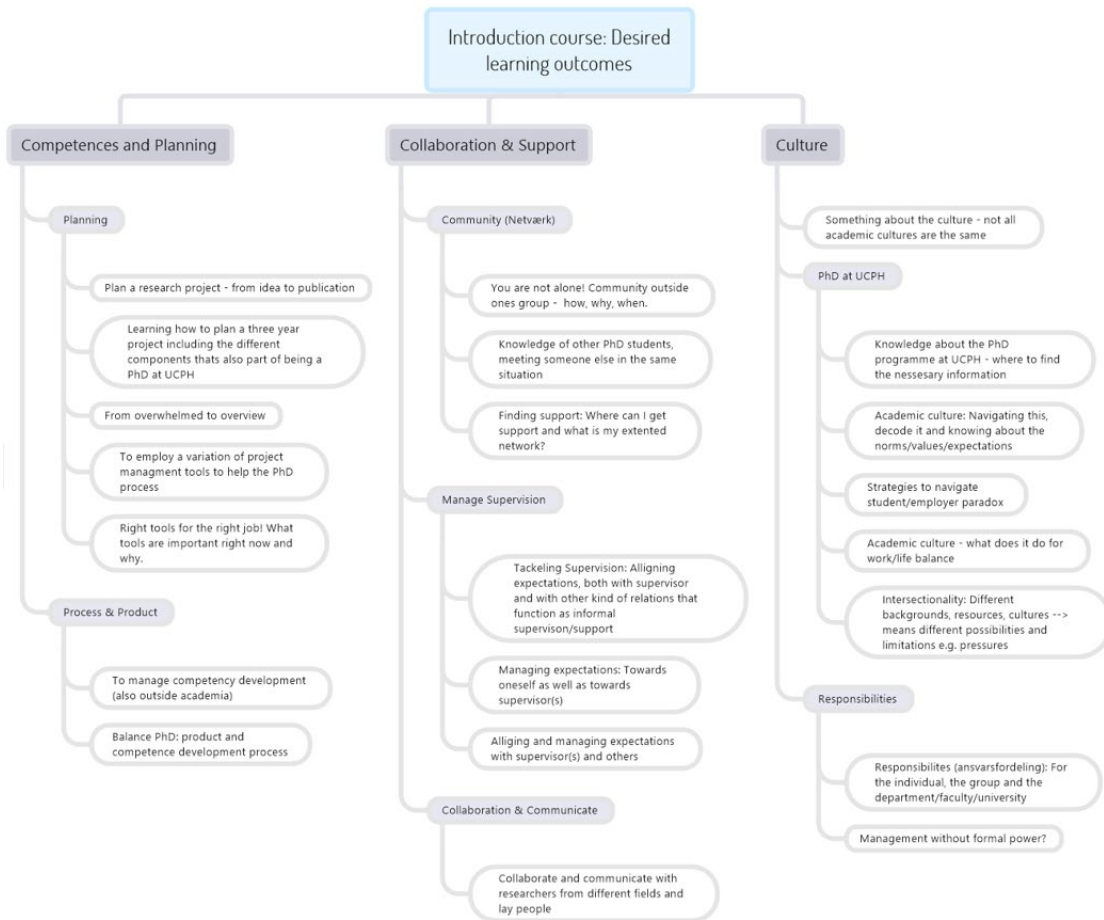 Introduction course: Desired
learning outcomes
Competences and Planning
Planning
Plan a research project - from idea to publication
Learning how to plan a three year
project including the different
components thats also part of being a
PhD at UCPH
From overwhelmed to overview
To employ a variation of project
managment tools to help the PhD
process
Right tools for the right job! What
tools are important right now and
why.
Process & Product
To manage competency development
(also outside academia)
Balance PhD: product and
competence development process
Collaboration & Support
Community (Netværk)
You are not alone! Community outside
ones group - how, why, when.
Knowledge of other PhD students,
meeting someone else in the same
situation
Finding support: Where can I get
support and what is my extented
network?
Manage Supervision
Tackeling Supervision: Alligning
expectations, both with supervisor
and with other kind of relations that
function as informal
supervison/support
Managing expectations: Towards
oneself as well as towards
supervisor(s)
Alliging and managing expectations
with supervisor(s) and others
Collaboration & Communicate
Collaborate and communicate with
researchers from different fields and
lay people
Culture
Something about the culture - not all
academic cultures are the same
PhD at UCPH
Knowledge about the PhD
programme at UCPH - where to find
the nessesary information
Academic culture: Navigating this,
decode it and knowing about the
norms/values/expectations
Strategies to navigate
student/employer paradox
Academic culture - what does it do for
work/life balance
Intersectionality: Different
backgrounds, resources, cultures -->
means different possibilities and
limitations e.g. pressures
Responsibilities
Responsibilites (ansvarsfordeling): For
the individual, the group and the
department/faculty/university
Management without formal power?